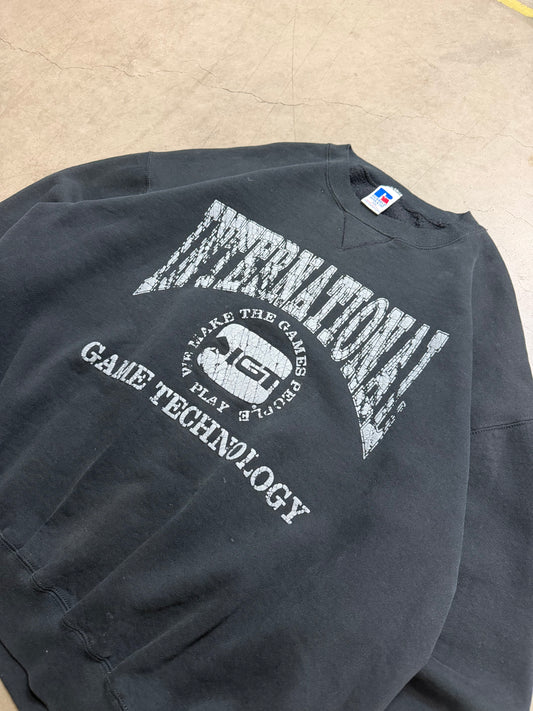 INTERNATIONAL
WE MAKE THE GAMES PEOPLE PLAY
IGT
GAME TECHNOLOGY